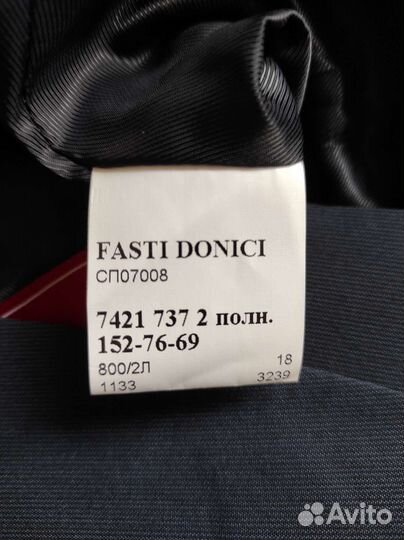 FASTI DONICI
СП07008
7421 737 2 полн.
152-76-69
800/2Л 18
1133 3239
Avito